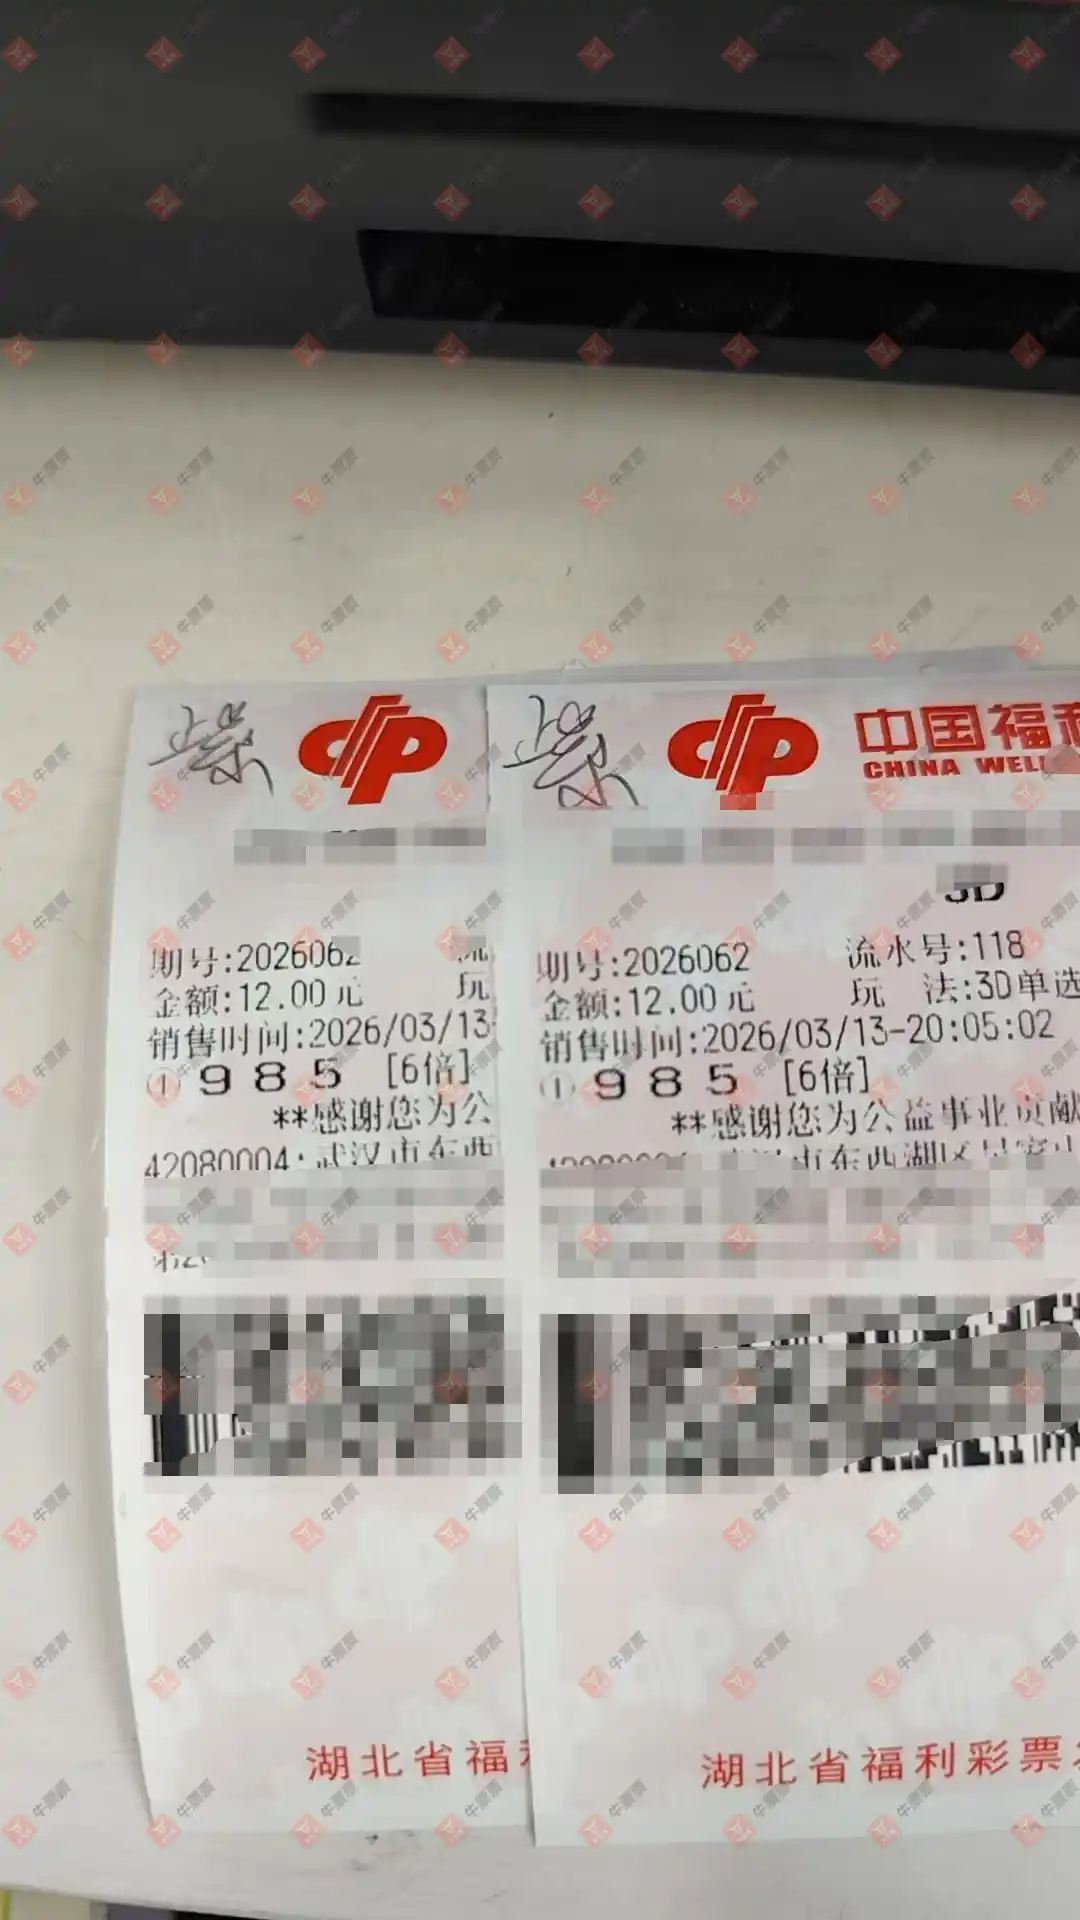 中国福利
CHINA WEL
3D
期号:2026062
金额:12.00元
玩
销售时间:2026/03/13
① 9 8 5 [6倍]
**感谢您为公
42080004:武汉市东西
湖北省福
期号:2026062 流水号:118
金额:12.00元 玩 法:3D单选
销售时间:2026/03/13-20:05:02
① 9 8 5 [6倍]
**感谢您为公益事业贡献
市东西湖区
湖北省福利彩票
牛票票